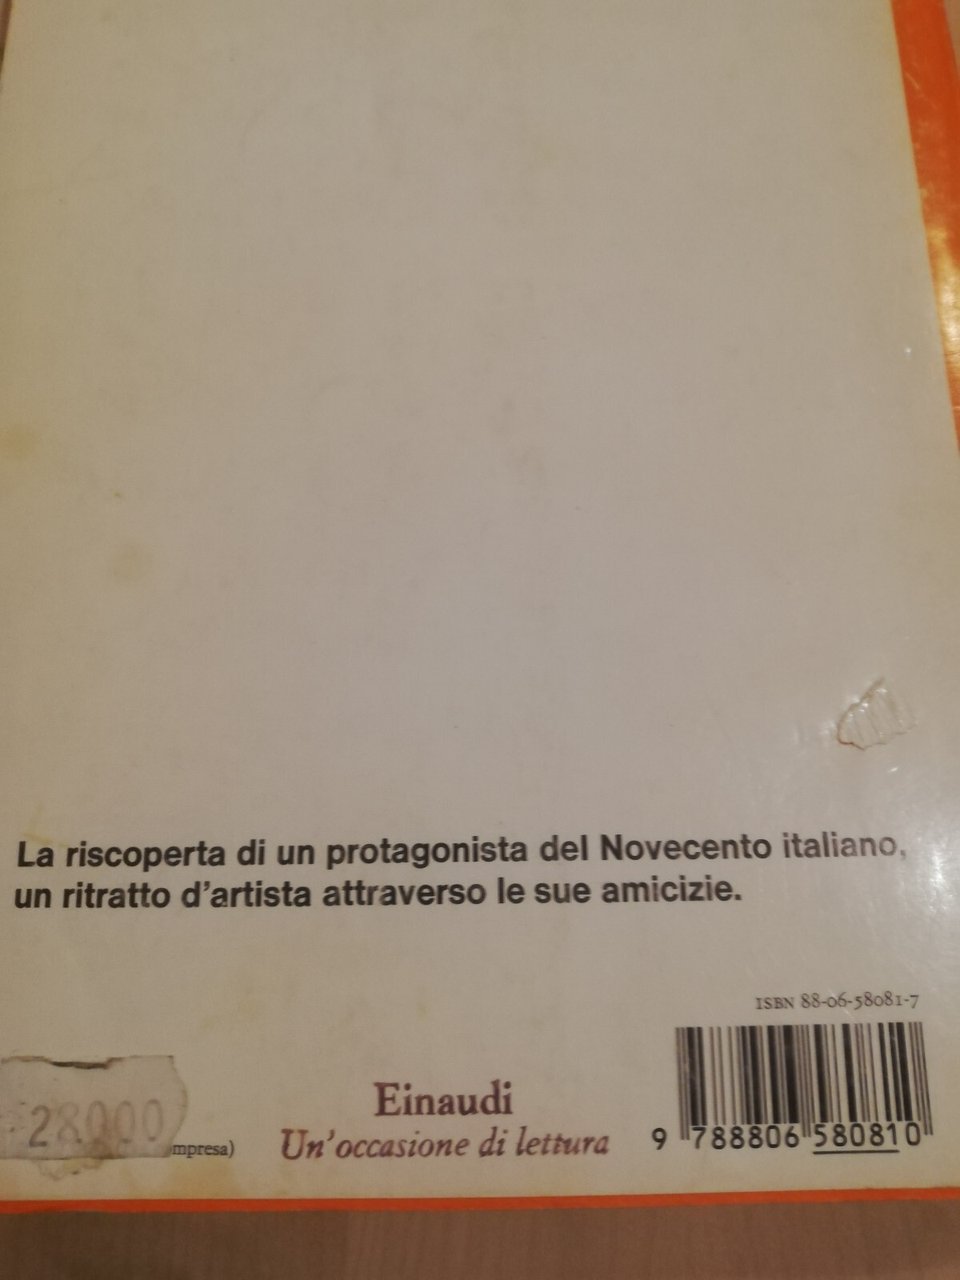 La riscoperta di un protagonista del Novecento italiano,
un ritratto d'artista attraverso le sue amicizie.
ISBN 88-06-58081-7
28000
mpresa)
Einaudi
Un'occasione di lettura
9 788806 580810